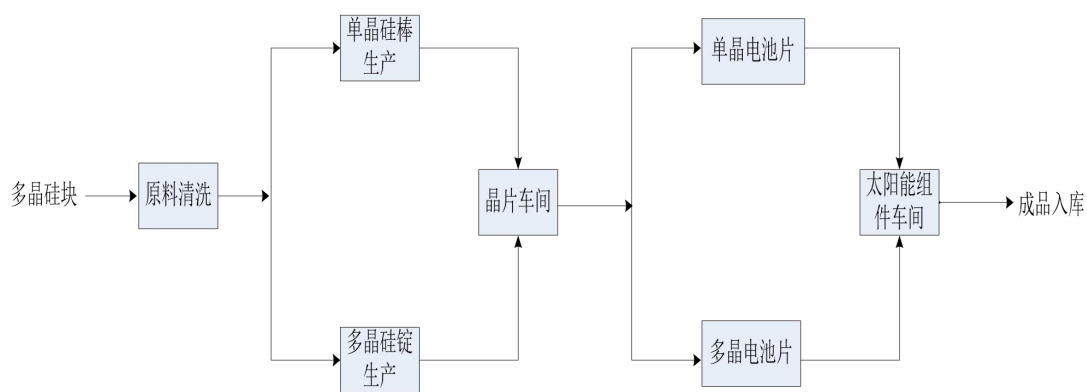 多晶硅块
原料清洗
单晶硅棒
生产
多晶硅锭
生产
晶片车间
单晶电池片
多晶电池片
太阳能组
件车间
成品入库